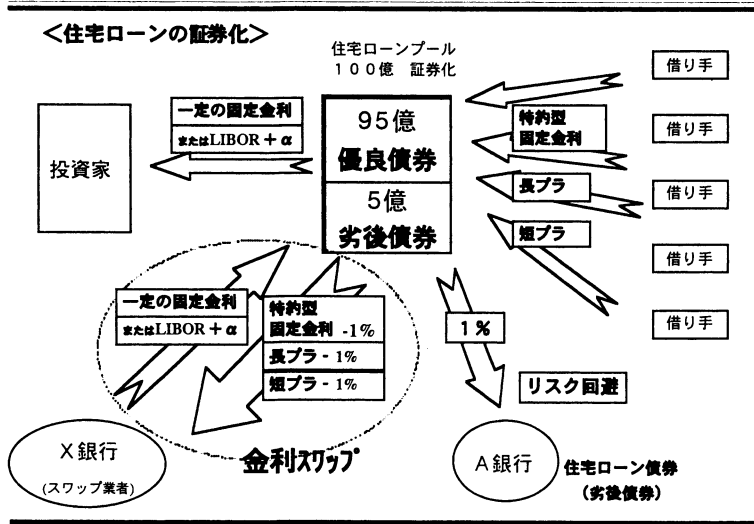 ＜住宅ローンの証券化＞
住宅ローンプール
１００億　証券化
借り手
借り手
借り手
借り手
借り手
特約型
固定金利
長プラ
短プラ
95億
優良債券
5億
劣後債券
一定の固定金利
またはLIBOR＋α
投資家
一定の固定金利
またはLIBOR＋α
特約型
固定金利 -1%
長プラ - 1%
短プラ - 1%
1%
リスク回避
X銀行
(スワップ業者)
金利ｽﾜｯﾌﾟ
A銀行
住宅ローン債券
（劣後債券）